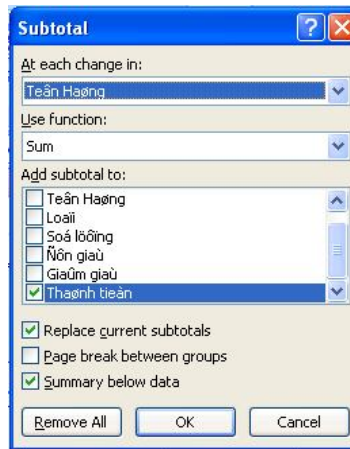 Subtotal
At each change in:
Teân Haøng
Use function:
Sum
Add subtotal to:
Teân Haøng
Loaïi
Soá löôïng
Ñôn giaù
Giaûm giaù
Thaønh tieàn
Replace current subtotals
Page break between groups
Summary below data
Remove All OK Cancel